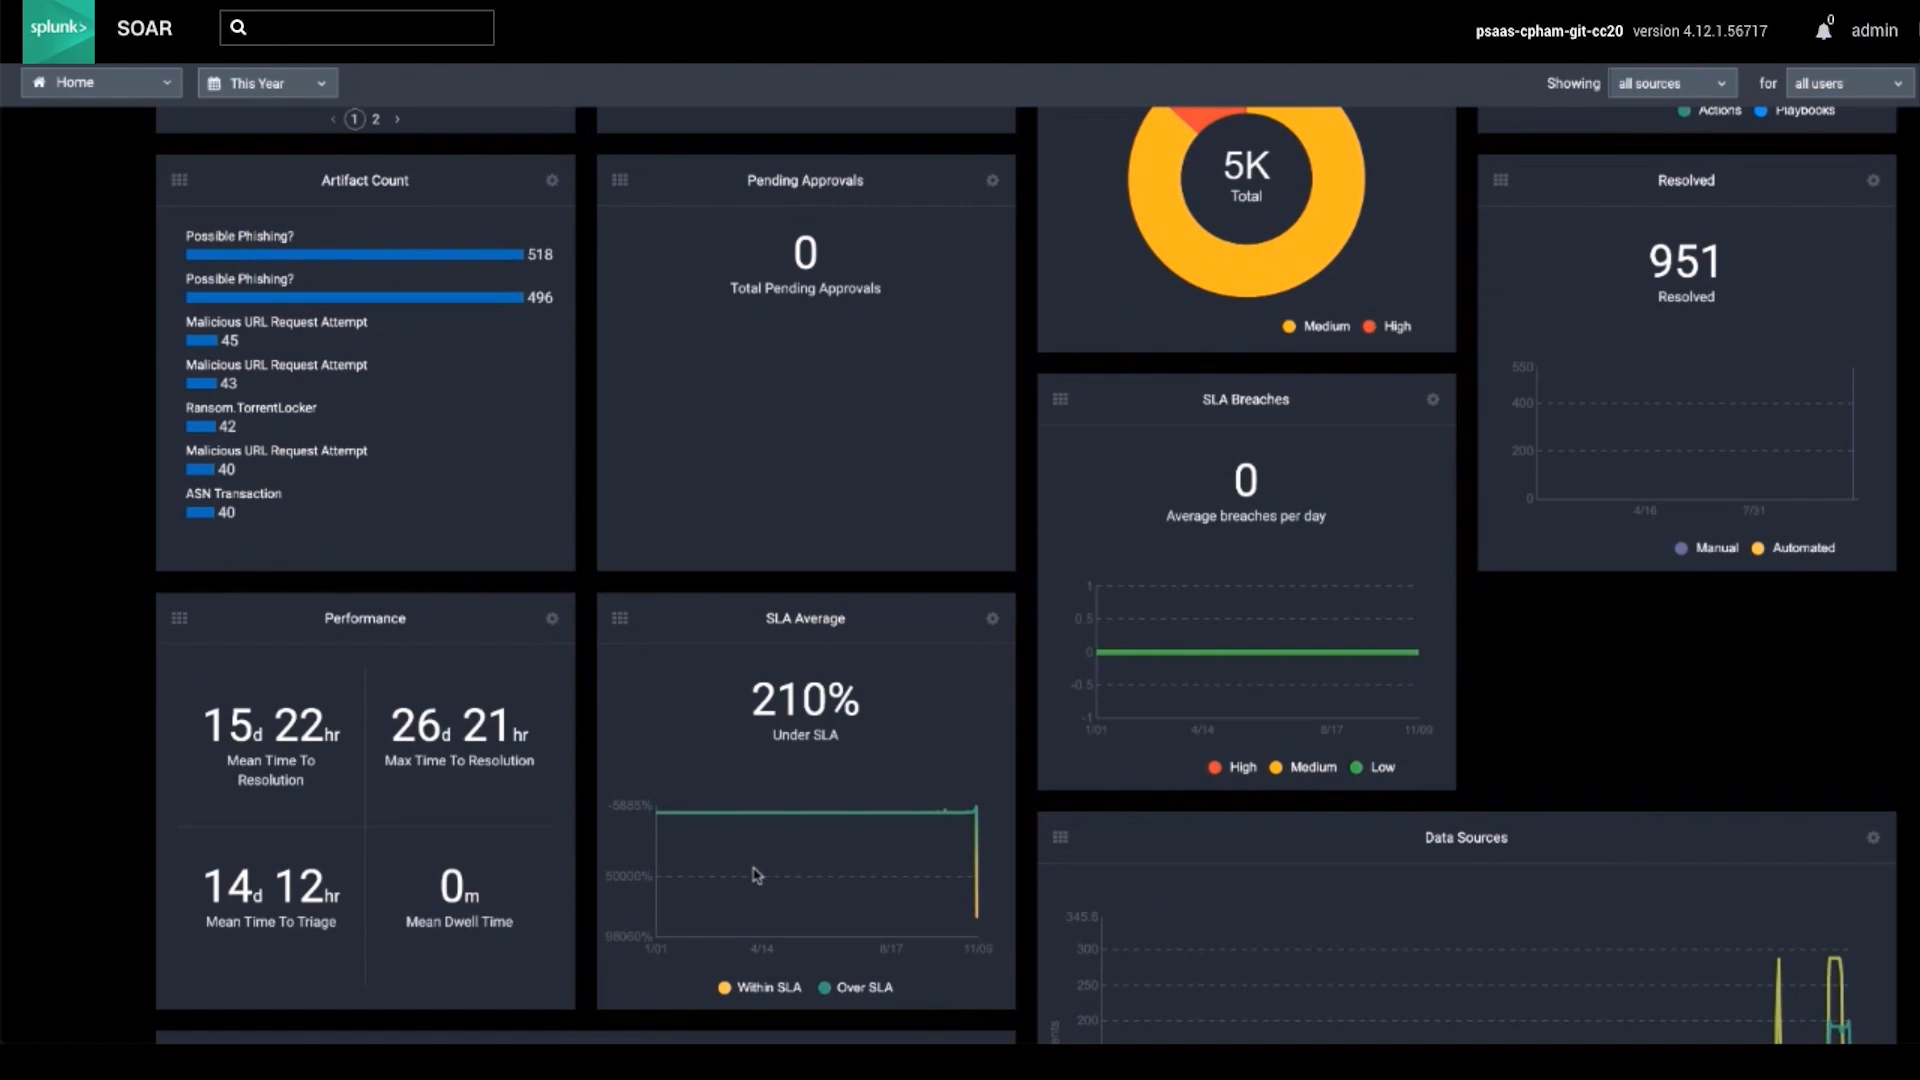 splunk>
SOAR
psaas-cpham-git-cc20 version 4.12.1.56717
0
admin
Home
This Year
Showing all sources for all users
1 2
Actions Playbooks
Artifact Count
Possible Phishing?
518
Possible Phishing?
496
Malicious URL Request Attempt
45
Malicious URL Request Attempt
43
Ransom.TorrentLocker
42
Malicious URL Request Attempt
40
ASN Transaction
40
Pending Approvals
0
Total Pending Approvals
5K
Total
Medium High
Resolved
951
Resolved
550
400
200
0
4/16 7/31
Manual Automated
SLA Breaches
0
Average breaches per day
1
0.5
0
-0.5
-1
1/01 4/14 8/17 11/09
High Medium Low
Performance
15d 22hr
Mean Time To
Resolution
26d 21hr
Max Time To Resolution
14d 12hr
Mean Time To Triage
0m
Mean Dwell Time
SLA Average
210%
Under SLA
-5885%
50000%
98060%
1/01 4/14 8/17 11/09
Within SLA Over SLA
Data Sources
345.6
300
250
200